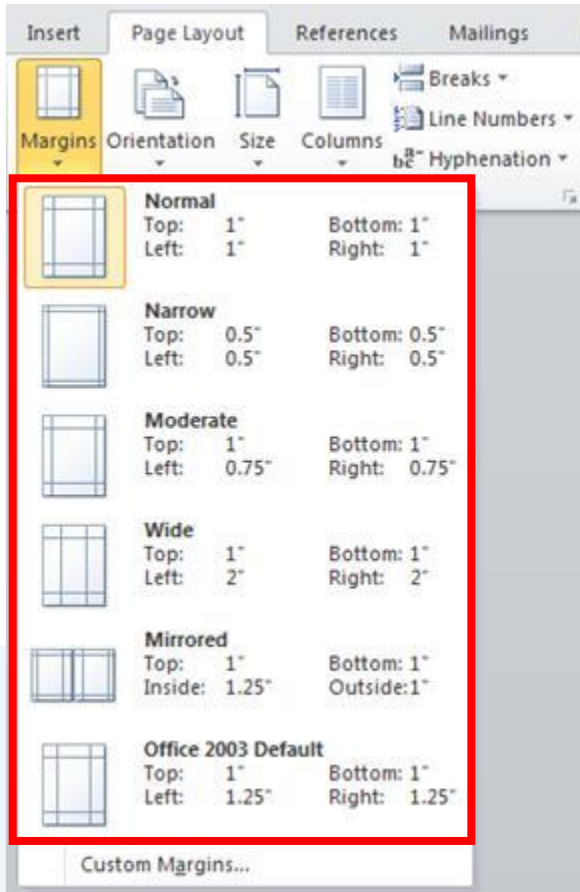 Insert Page Layout References Mailings
Breaks
Line Numbers
Margins Orientation Size Columns
Hyphenation
Normal
Top: 1" Bottom: 1"
Left: 1" Right: 1"
Narrow
Top: 0.5" Bottom: 0.5"
Left: 0.5" Right: 0.5"
Moderate
Top: 1" Bottom: 1"
Left: 0.75" Right: 0.75"
Wide
Top: 1" Bottom: 1"
Left: 2" Right: 2"
Mirrored
Top: 1" Bottom: 1"
Inside: 1.25" Outside:1"
Office 2003 Default
Top: 1" Bottom: 1"
Left: 1.25" Right: 1.25"
Custom Margins...